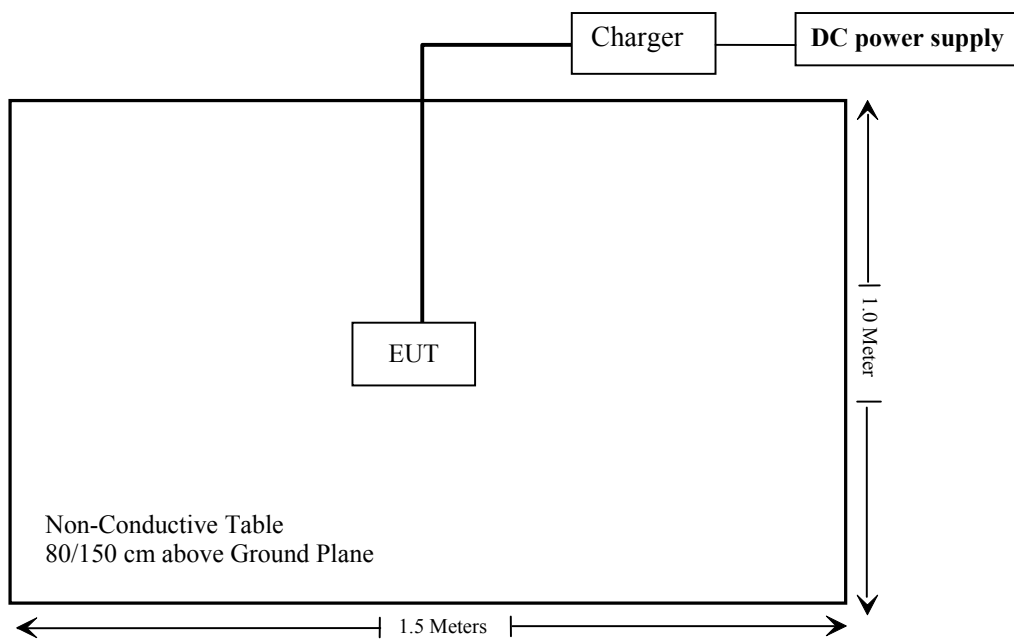 Charger
DC power supply
EUT
1.0 Meter
Non-Conductive Table
80/150 cm above Ground Plane
1.5 Meters